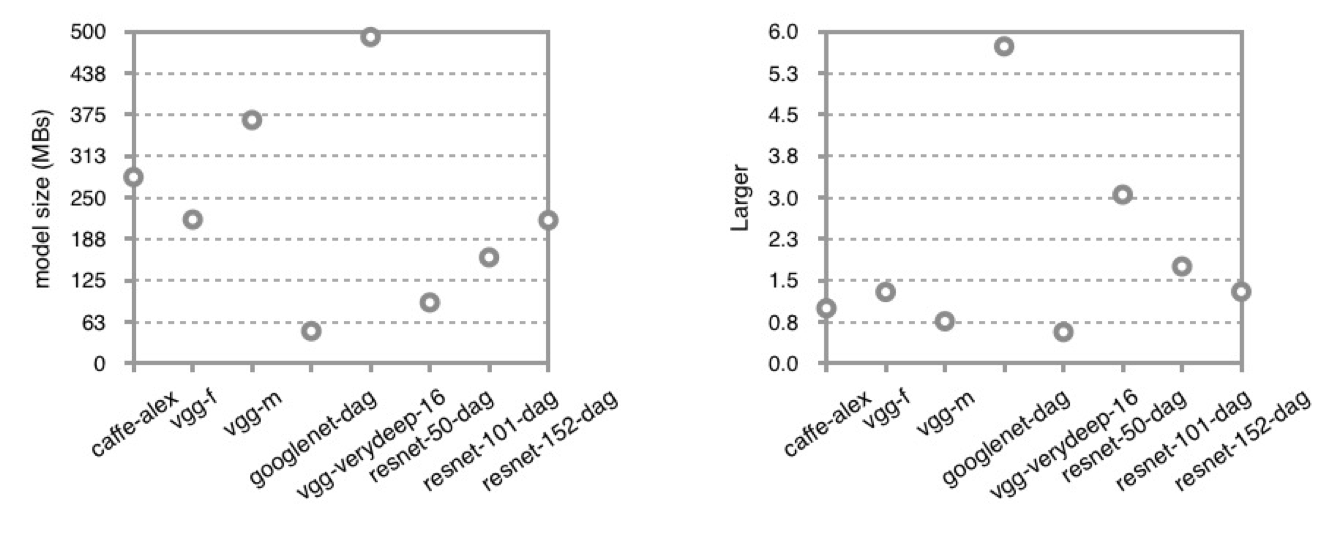 500
438
375
313
250
188
125
63
0
model size (MBs)
caffe-alex
vgg-f
vgg-m
googlenet-dag
vgg-verydeep-16
resnet-50-dag
resnet-101-dag
resnet-152-dag
6.0
5.3
4.5
3.8
3.0
2.3
1.5
0.8
0.0
Larger
caffe-alex
vgg-f
vgg-m
googlenet-dag
vgg-verydeep-16
resnet-50-dag
resnet-101-dag
resnet-152-dag